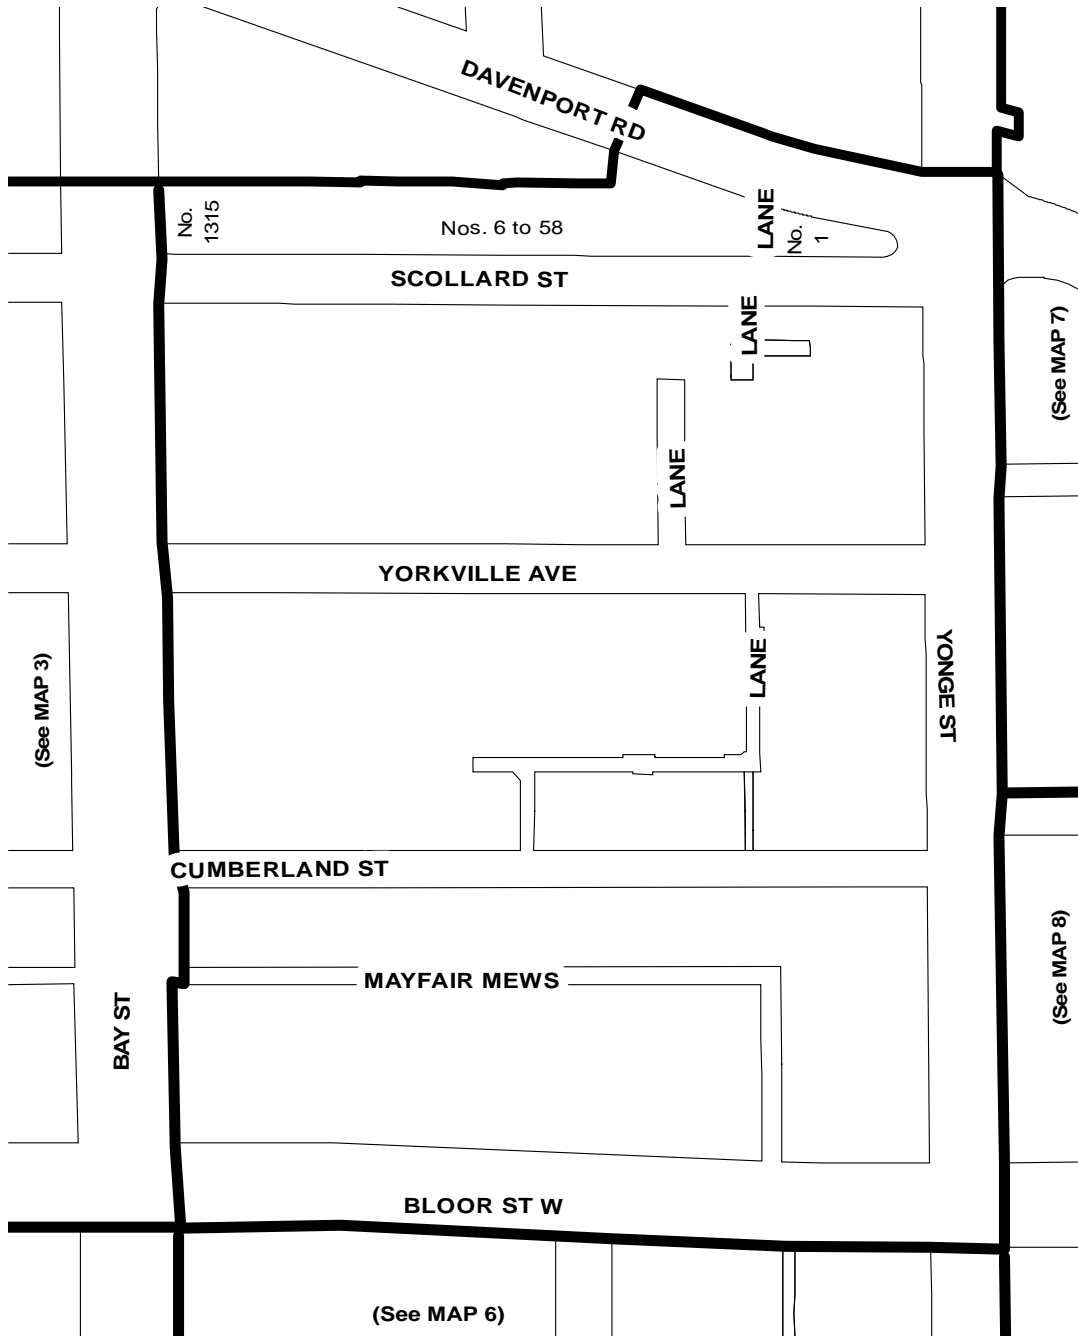 DAVENPORT RD
LANE
No.
1315
Nos. 6 to 58
No.
1
SCOLLARD ST
LANE
(See MAP 7)
LANE
YORKVILLE AVE
(See MAP 3)
LANE
YONGE ST
CUMBERLAND ST
MAYFAIR MEWS
(See MAP 8)
BAY ST
BLOOR ST W
(See MAP 6)